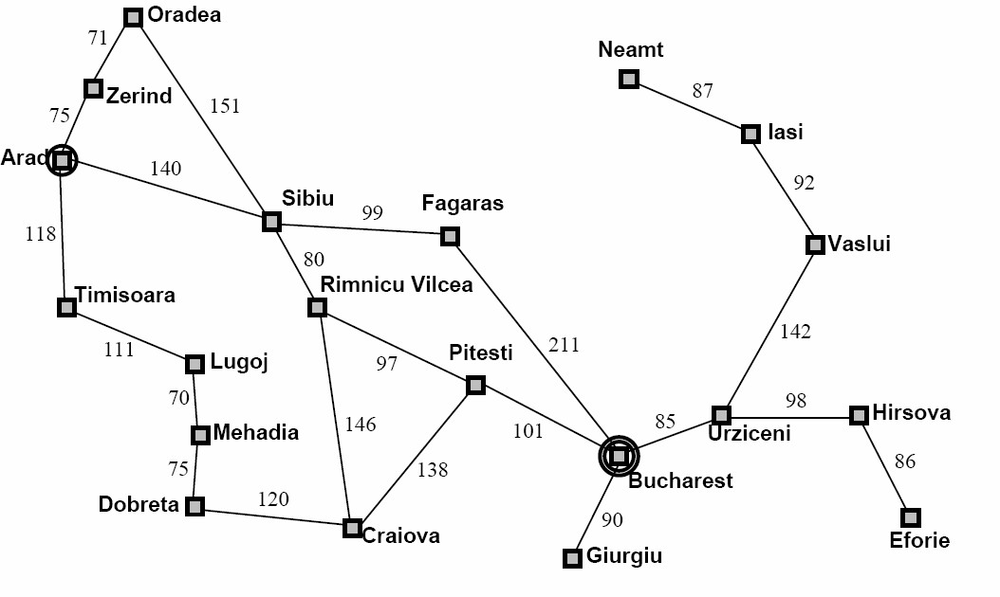 Oradea
71
Neamt
87
Zerind
151
75
Iasi
Arad
140
92
Sibiu
Fagaras
99
118
Vaslui
80
Rimnicu Vilcea
Timisoara
142
211
111
Pitesti
Lugoj
97
70
98
Hirsova
85
Urziceni
146
101
Mehadia
75
138
86
Bucharest
Dobreta
120
90
Craiova
Eforie
Giurgiu